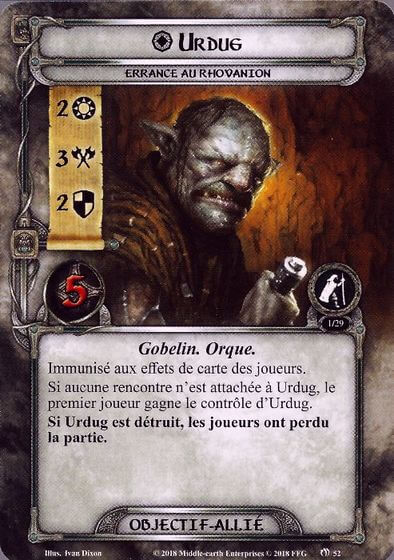 Urdug
Errance au Rhovanion
2
3
2
5
1/29
Gobelin. Orque.
Immunisé aux effets de carte des joueurs.
Si aucune rencontre n'est attachée à Urdug, le
premier joueur gagne le contrôle d'Urdug.
Si Urdug est détruit, les joueurs ont perdu
la partie.
Objectif-Allié
Illus. Ivan Dixon © 2018 Middle-earth Enterprises © 2018 FFG 52